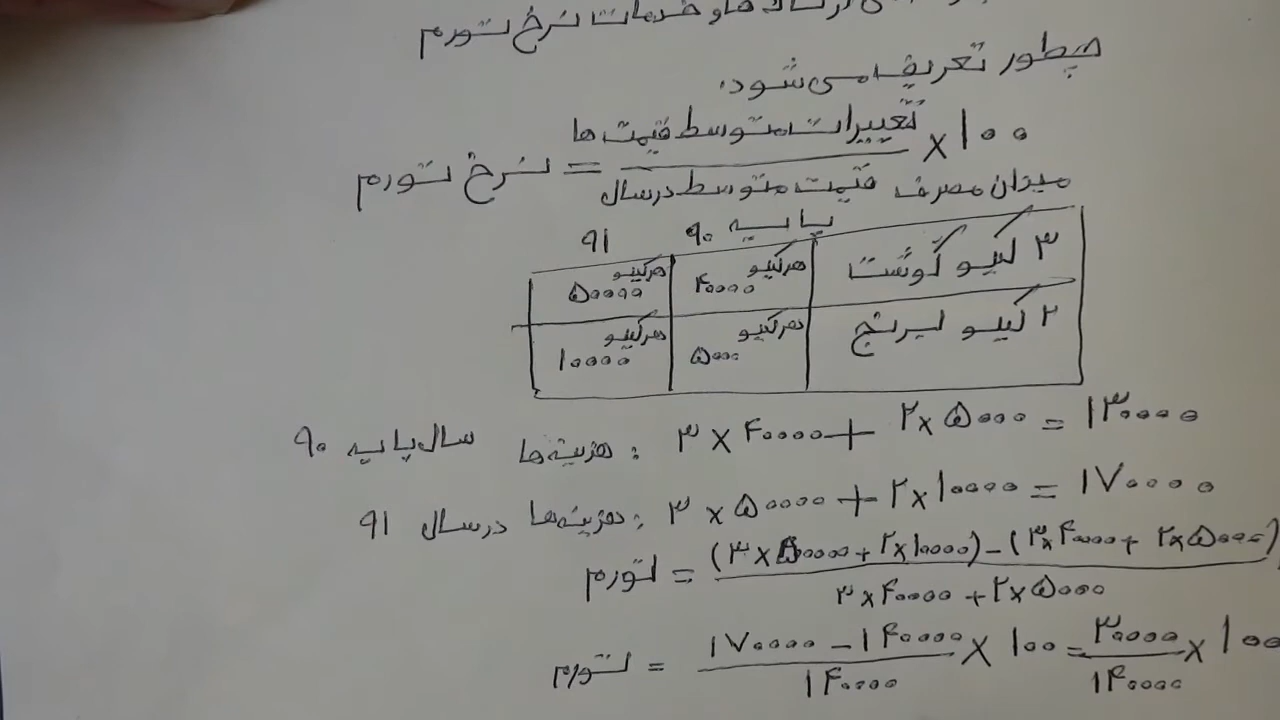 ها و خدمات نرخ تورم
چطور تعریف می شود،
نرخ تورم = تغییرات متوسط قیمت ها / قیمت متوسط در سال × ۱۰۰
میزان مصرف
پایه ۹۰ ۹۱
۳ کیلو گوشت هرکیلو ۴۰۰۰۰ هرکیلو ۵۰۰۰۰
۲ کیلو برنج هرکیلو ۵۰۰۰ هرکیلو ۱۰۰۰۰
سال پایه ۹۰ هزینه ها : ۳ × ۴۰۰۰۰ + ۲ × ۵۰۰۰ = ۱۳۰۰۰۰
هزینه ها در سال ۹۱ : ۳ × ۵۰۰۰۰ + ۲ × ۱۰۰۰۰ = ۱۷۰۰۰۰
تورم = (۳ × ۵۰۰۰۰ + ۲ × ۱۰۰۰۰) - (۳ × ۴۰۰۰۰ + ۲ × ۵۰۰۰) / ۳ × ۴۰۰۰۰ + ۲ × ۵۰۰۰
تورم = ۱۷۰۰۰۰ - ۱۴۰۰۰۰ / ۱۴۰۰۰۰ × ۱۰۰ = ۳۰۰۰۰ / ۱۴۰۰۰۰ × ۱۰۰